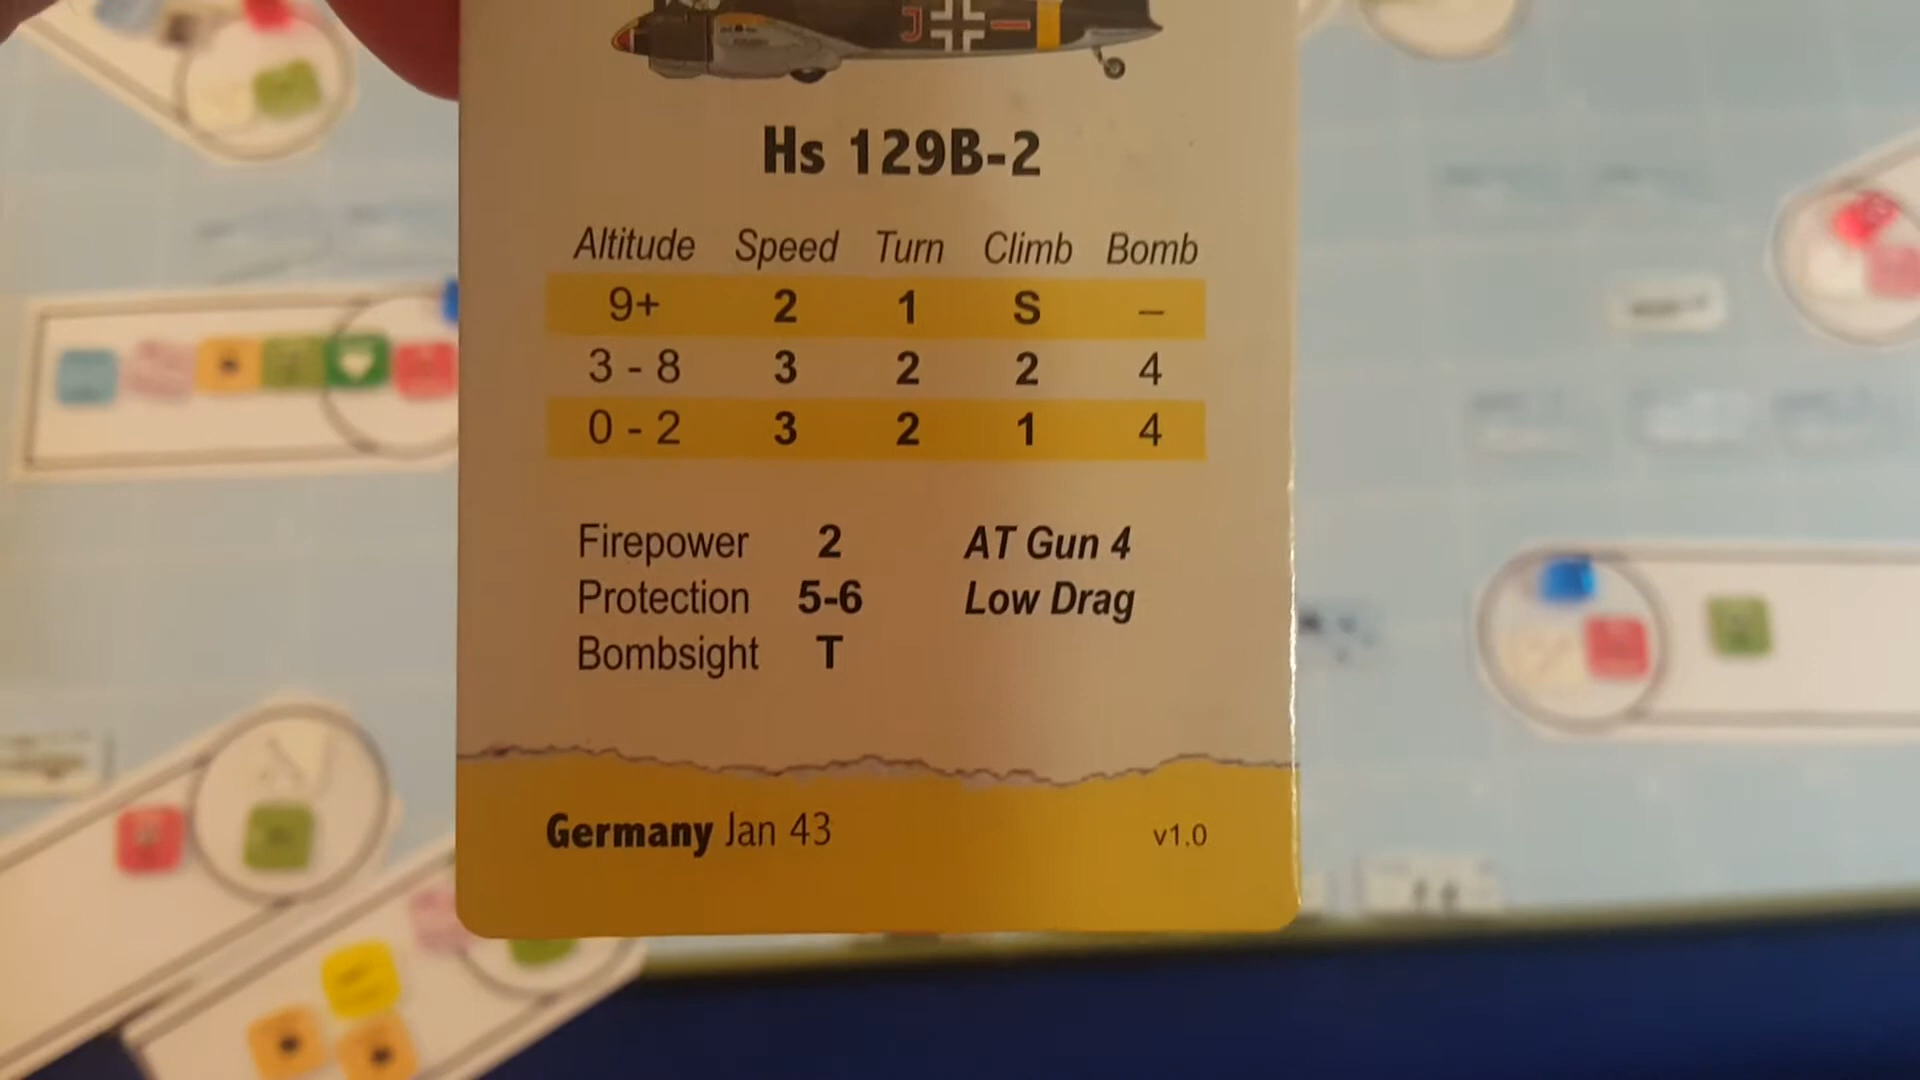 J
Hs 129B-2
Altitude Speed Turn Climb Bomb
9+ 2 1 S –
3 - 8 3 2 2 4
0 - 2 3 2 1 4
Firepower 2 AT Gun 4
Protection 5-6 Low Drag
Bombsight T
Germany Jan 43 v1.0